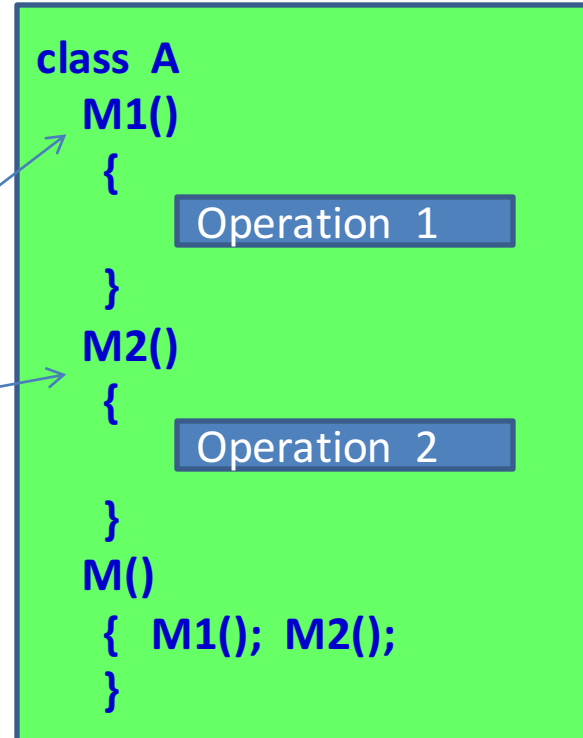 class A
M1()
{
Operation 1
}
M2()
{
Operation 2
}
M()
{ M1(); M2();
}